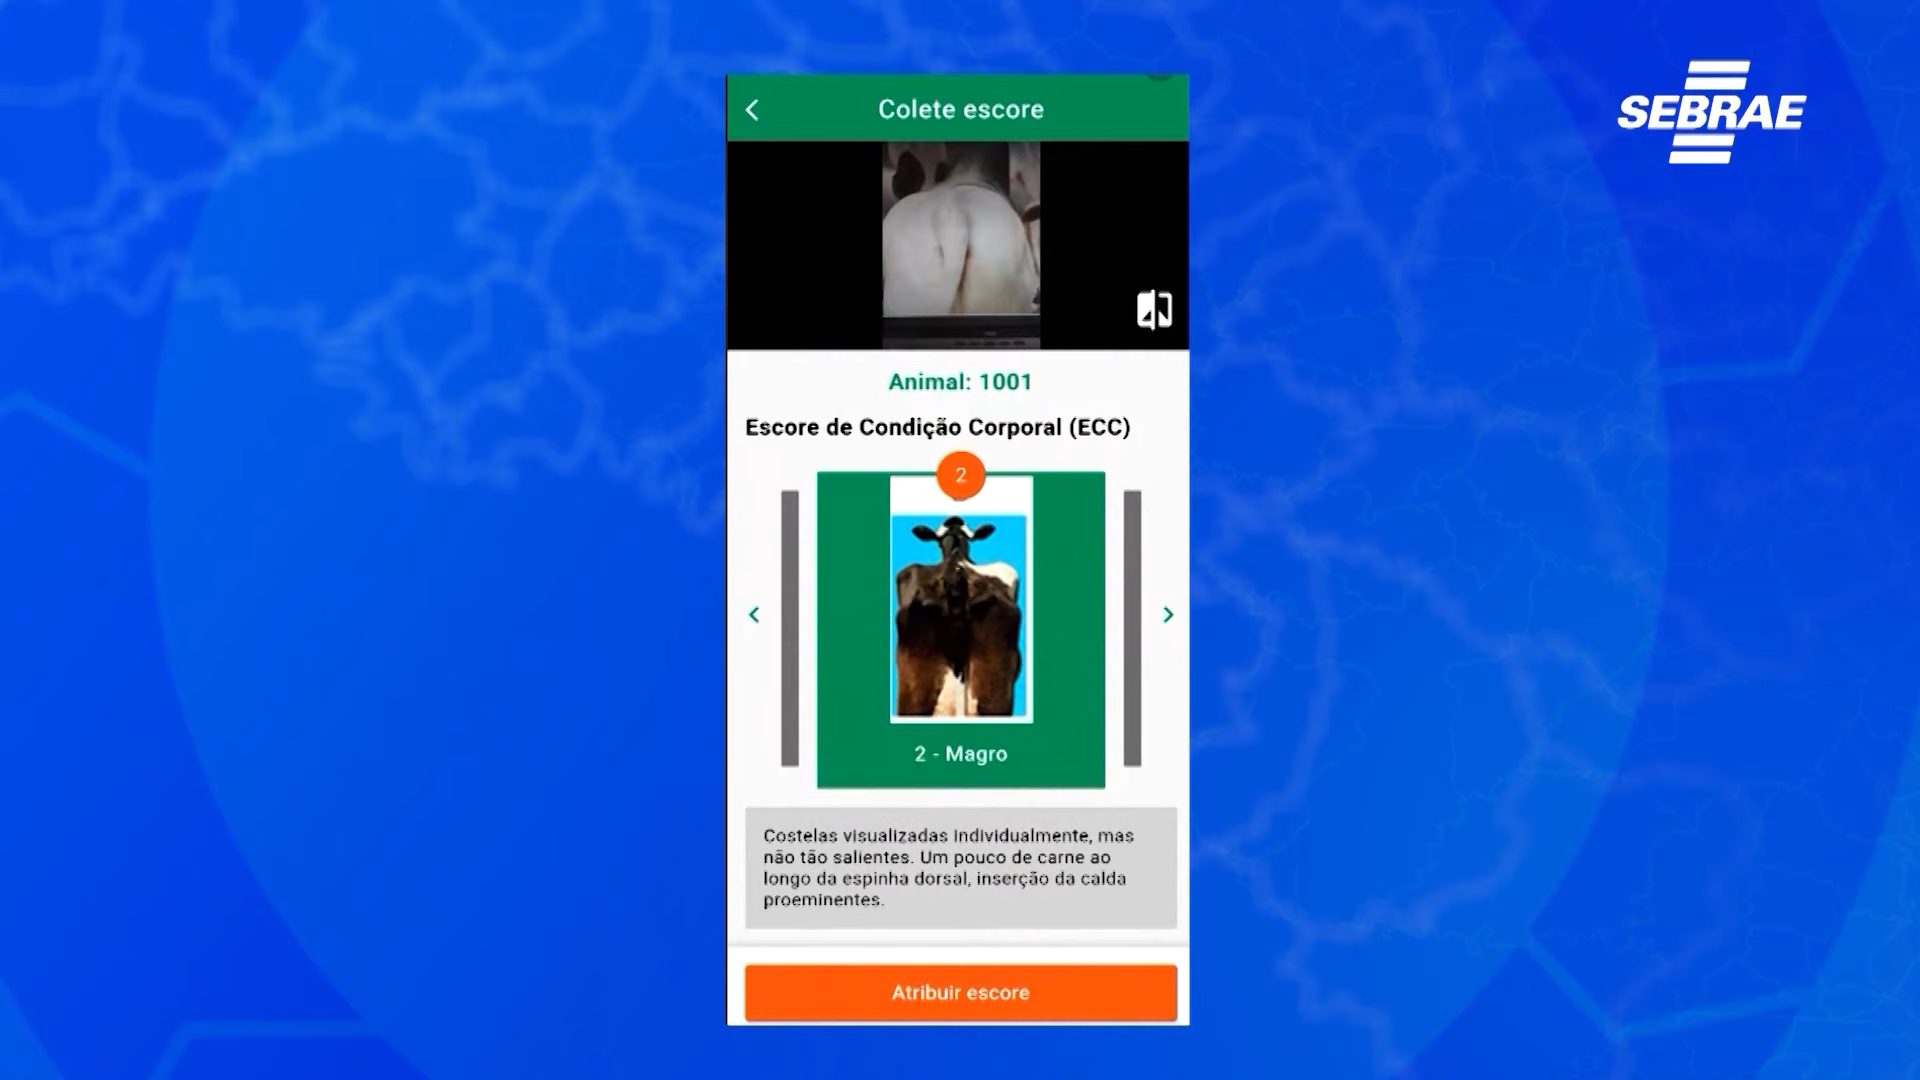 SEBRAE
Colete escore
Animal: 1001
Escore de Condição Corporal (ECC)
2
2 - Magro
Costelas visualizadas individualmente, mas
não tão salientes. Um pouco de carne ao
longo da espinha dorsal, inserção da calda
proeminentes.
Atribuir escore